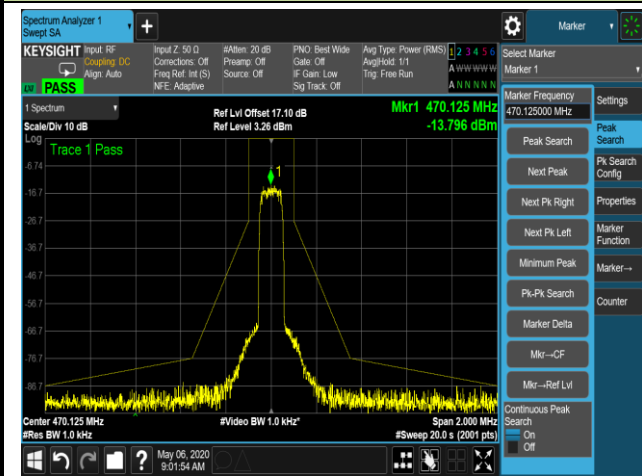 Spectrum Analyzer 1
Swept SA
+
Marker
KEYSIGHT
Input: RF
Coupling: DC
Align: Auto
Input Z: 50 Ω
Corrections: Off
Freq Ref: Int (S)
NFE: Adaptive
#Atten: 20 dB
Preamp: Off
Source: Off
PNO: Best Wide
Gate: Off
IF Gain: Low
Sig Track: Off
Avg Type: Power (RMS)
Avg|Hold: 1/1
Trig: Free Run
1 2 3 4 5 6
A W W W W W
A N N N N N
PASS
Select Marker
Marker 1
1 Spectrum
Scale/Div 10 dB
Ref Lvl Offset 17.10 dB
Ref Level 3.26 dBm
Mkr1 470.125 MHz
-13.796 dBm
Log
Trace 1 Pass
1
-6.74
-16.7
-26.7
-36.7
-46.7
-56.7
-66.7
-76.7
-86.7
Center 470.125 MHz
#Res BW 1.0 kHz
#Video BW 1.0 kHz*
Span 2.000 MHz
#Sweep 20.0 s (2001 pts)
Marker Frequency
470.125000 MHz
Peak Search
Next Peak
Next Pk Right
Next Pk Left
Minimum Peak
Pk-Pk Search
Marker Delta
Mkr→CF
Mkr→Ref Lvl
Continuous Peak
Search
On
Off
Settings
Peak
Search
Pk Search
Config
Properties
Marker
Function
Marker→
Counter
?
May 06, 2020
9:01:54 AM